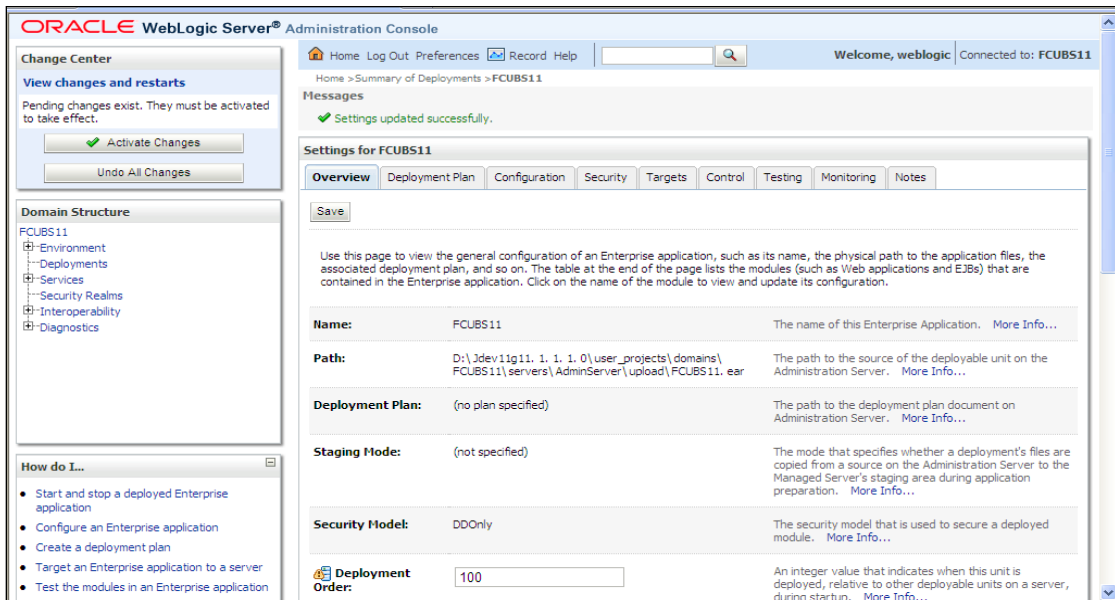 ORACLE WebLogic Server® Administration Console
Change Center
View changes and restarts
Pending changes exist. They must be activated
to take effect.
Activate Changes
Undo All Changes
Domain Structure
FCUBS11
Environment
Deployments
Services
Security Realms
Interoperability
Diagnostics
How do I...
Start and stop a deployed Enterprise
application
Configure an Enterprise application
Create a deployment plan
Target an Enterprise application to a server
Test the modules in an Enterprise application
Home Log Out Preferences Record Help
Welcome, weblogic Connected to: FCUBS11
Home >Summary of Deployments >FCUBS11
Messages
Settings updated successfully.
Settings for FCUBS11
Overview Deployment Plan Configuration Security Targets Control Testing Monitoring Notes
Save
Use this page to view the general configuration of an Enterprise application, such as its name, the physical path to the application files, the
associated deployment plan, and so on. The table at the end of the page lists the modules (such as Web applications and EJBs) that are
contained in the Enterprise application. Click on the name of the module to view and update its configuration.
Name: FCUBS11 The name of this Enterprise Application. More Info...
Path: D:\Jdev11g11. 1. 1. 1. 0\user_projects\domains\ The path to the source of the deployable unit on the
FCUBS11\servers\AdminServer\upload\FCUBS11. ear Administration Server. More Info...
Deployment Plan: (no plan specified) The path to the deployment plan document on
Administration Server. More Info...
Staging Mode: (not specified) The mode that specifies whether a deployment's files are
copied from a source on the Administration Server to the
Managed Server's staging area during application
preparation. More Info...
Security Model: DDOnly The security model that is used to secure a deployed
module. More Info...
Deployment 100 An integer value that indicates when this unit is
Order: deployed, relative to other deployable units on a server,
during startup. More Info...